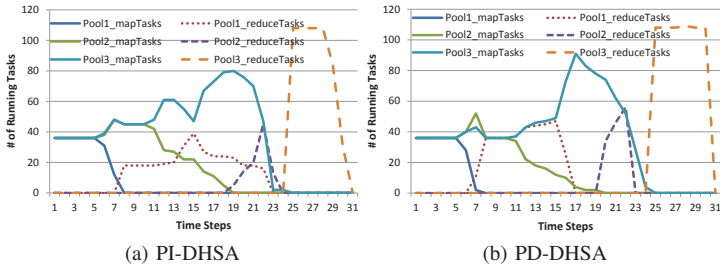 120
100
80
60
40
20
0
# of Running Tasks
Pool1_mapTasks
Pool1_reduceTasks
Pool2_mapTasks
Pool2_reduceTasks
Pool3_mapTasks
Pool3_reduceTasks
1 3 5 7 9 11 13 15 17 19 21 23 25 27 29 31
Time Steps
(a) PI-DHSA
120
100
80
60
40
20
0
# of Running Tasks
Pool1_mapTasks
Pool1_reduceTasks
Pool2_mapTasks
Pool2_reduceTasks
Pool3_mapTasks
Pool3_reduceTasks
1 3 5 7 9 11 13 15 17 19 21 23 25 27 29 31
Time Steps
(b) PD-DHSA